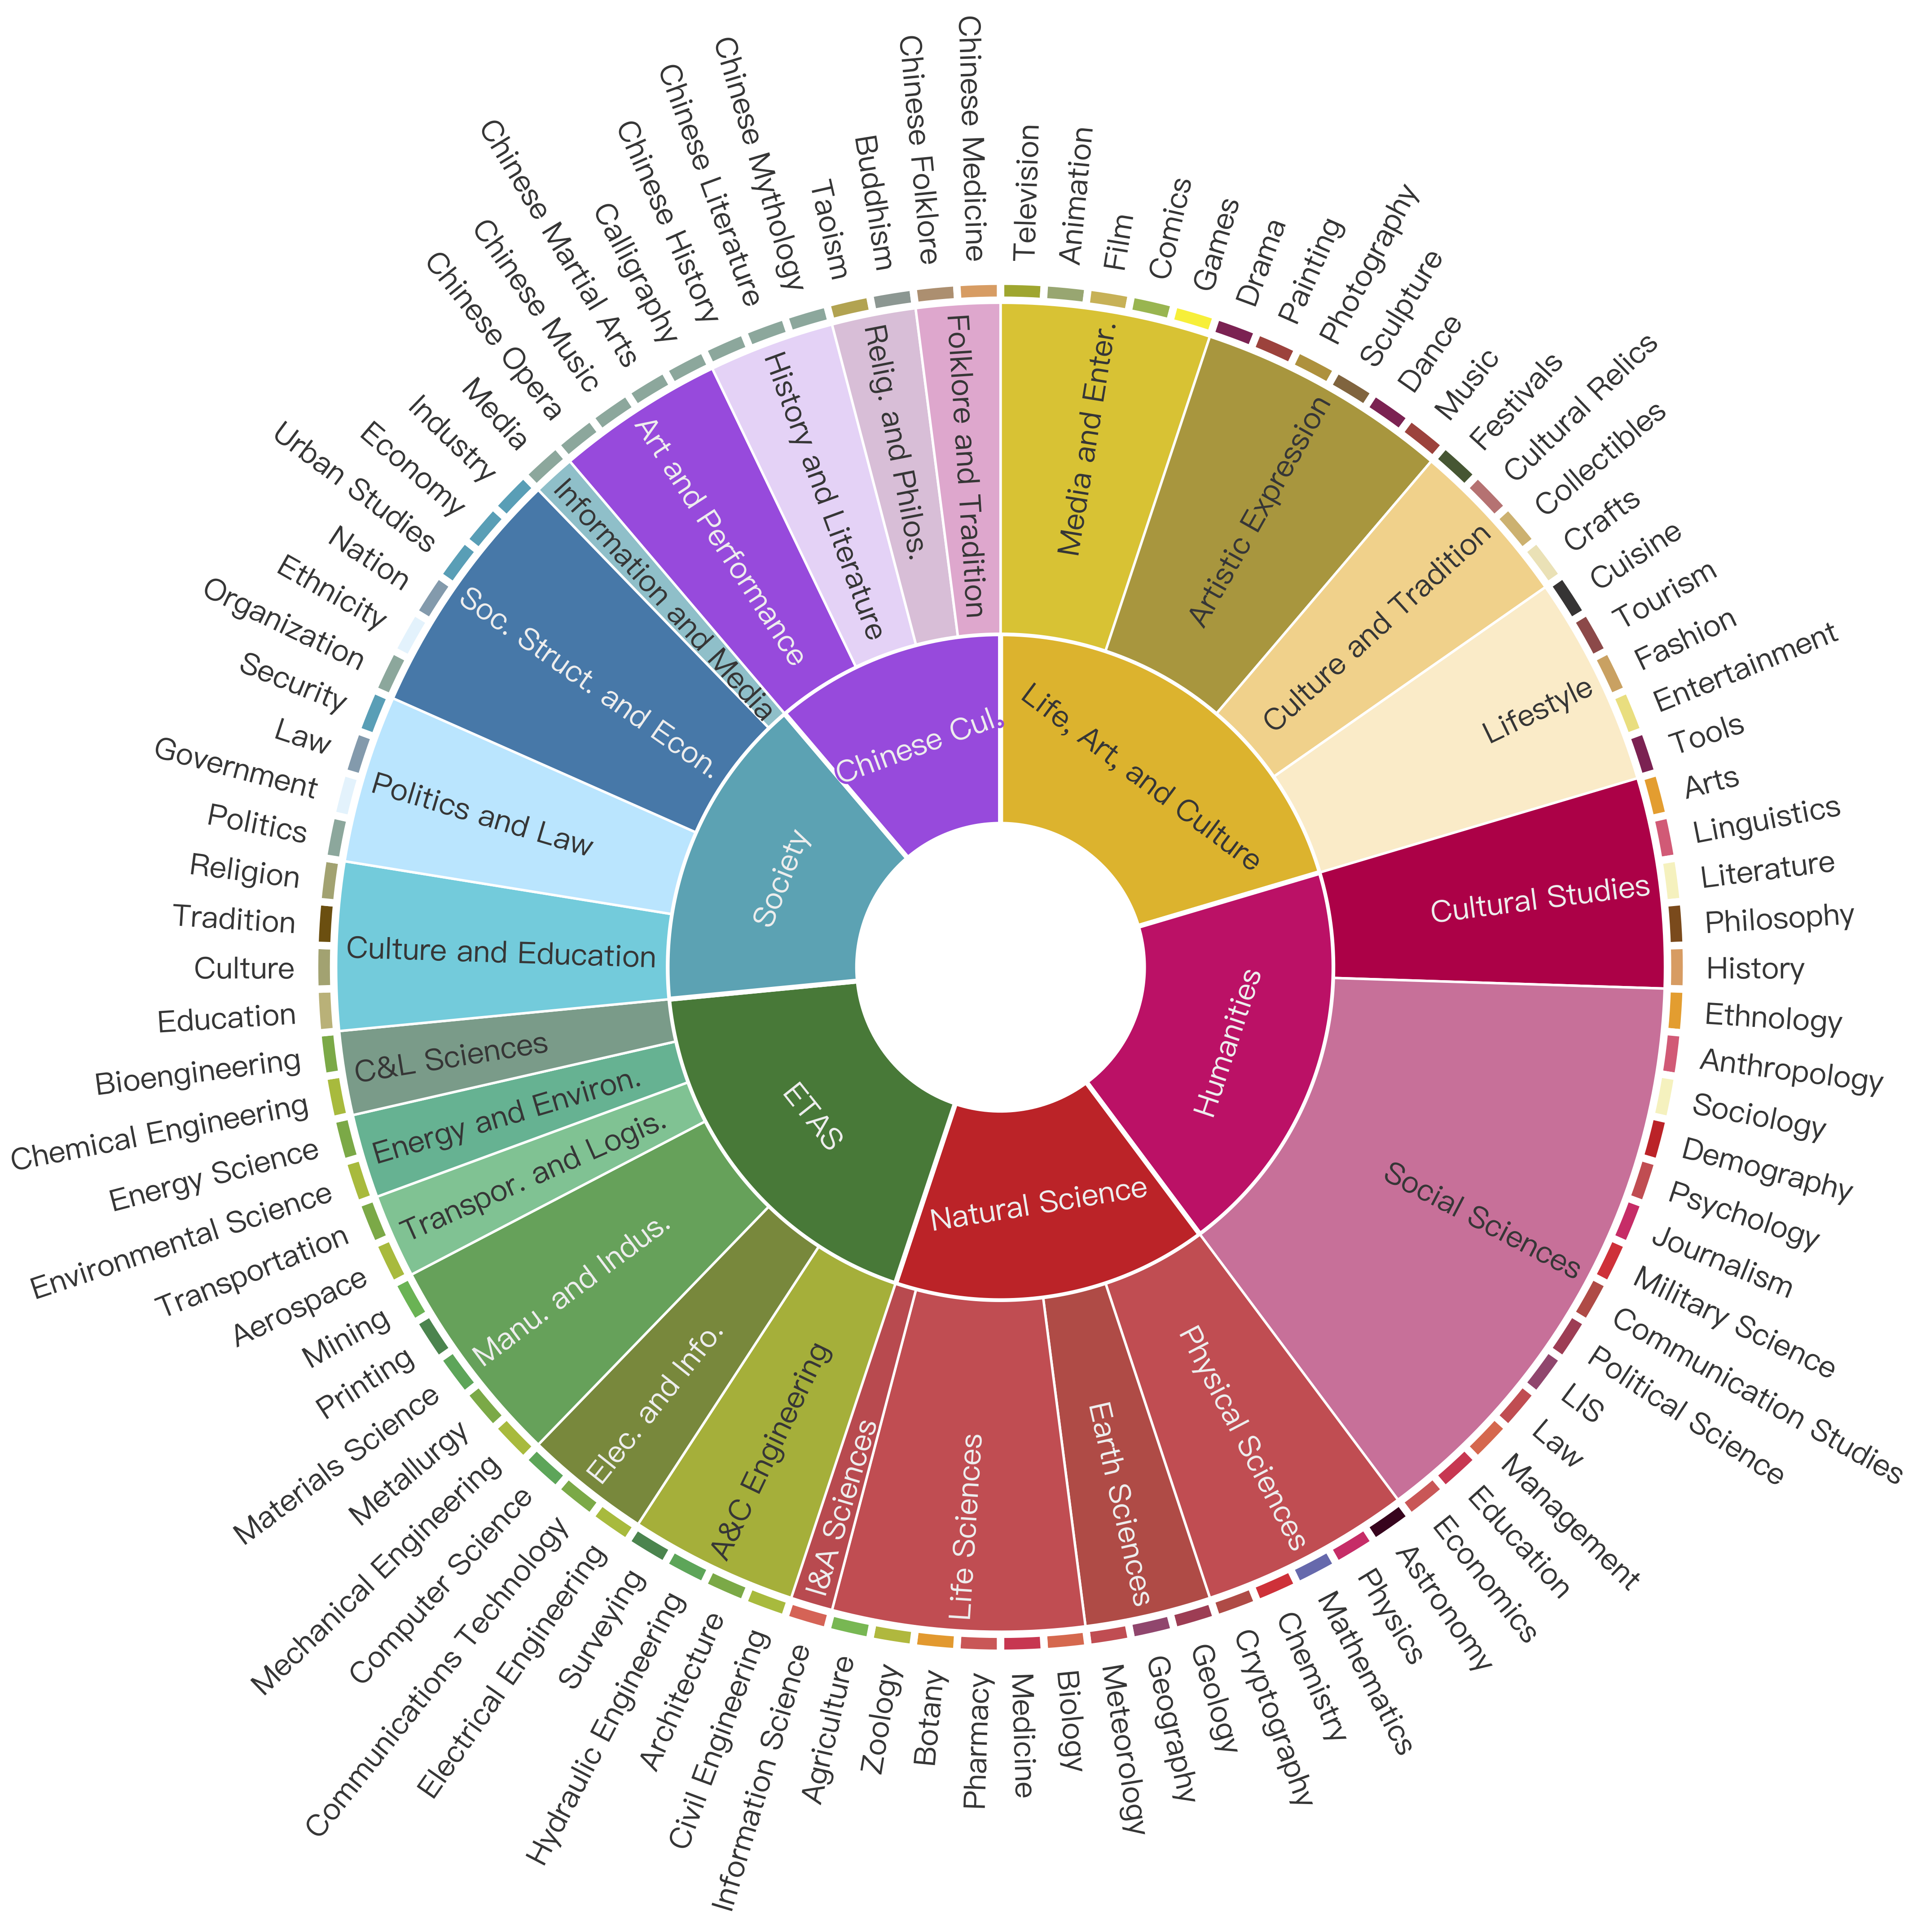 Life, Art, and Culture
Humanities
Natural Science
ETAS
Society
Chinese Cul.
Media and Enter.
Artistic Expression
Culture and Tradition
Lifestyle
Cultural Studies
Social Sciences
Physical Sciences
Earth Sciences
Life Sciences
I&A Sciences
A&C Engineering
Elec. and Info.
Manu. and Indus.
Transpor. and Logis.
Energy and Environ.
C&L Sciences
Culture and Education
Politics and Law
Soc. Struct. and Econ.
Information and Media
Art and Performance
History and Literature
Relig. and Philos.
Folklore and Tradition
Television
Animation
Film
Comics
Games
Drama
Painting
Photography
Sculpture
Dance
Music
Festivals
Cultural Relics
Collectibles
Crafts
Cuisine
Tourism
Fashion
Entertainment
Tools
Arts
Linguistics
Literature
Philosophy
History
Ethnology
Anthropology
Sociology
Demography
Psychology
Journalism
Military Science
Communication Studies
Political Science
LIS
Law
Management
Education
Economics
Astronomy
Physics
Mathematics
Chemistry
Cryptography
Geology
Geography
Meteorology
Biology
Medicine
Pharmacy
Botany
Zoology
Agriculture
Information Science
Civil Engineering
Architecture
Hydraulic Engineering
Surveying
Electrical Engineering
Communications Technology
Computer Science
Mechanical Engineering
Metallurgy
Materials Science
Printing
Mining
Aerospace
Transportation
Environmental Science
Energy Science
Chemical Engineering
Bioengineering
Education
Culture
Tradition
Religion
Politics
Government
Law
Security
Organization
Ethnicity
Nation
Urban Studies
Economy
Industry
Media
Chinese Opera
Chinese Music
Chinese Martial Arts
Calligraphy
Chinese History
Chinese Literature
Chinese Mythology
Taoism
Buddhism
Chinese Folklore
Chinese Medicine